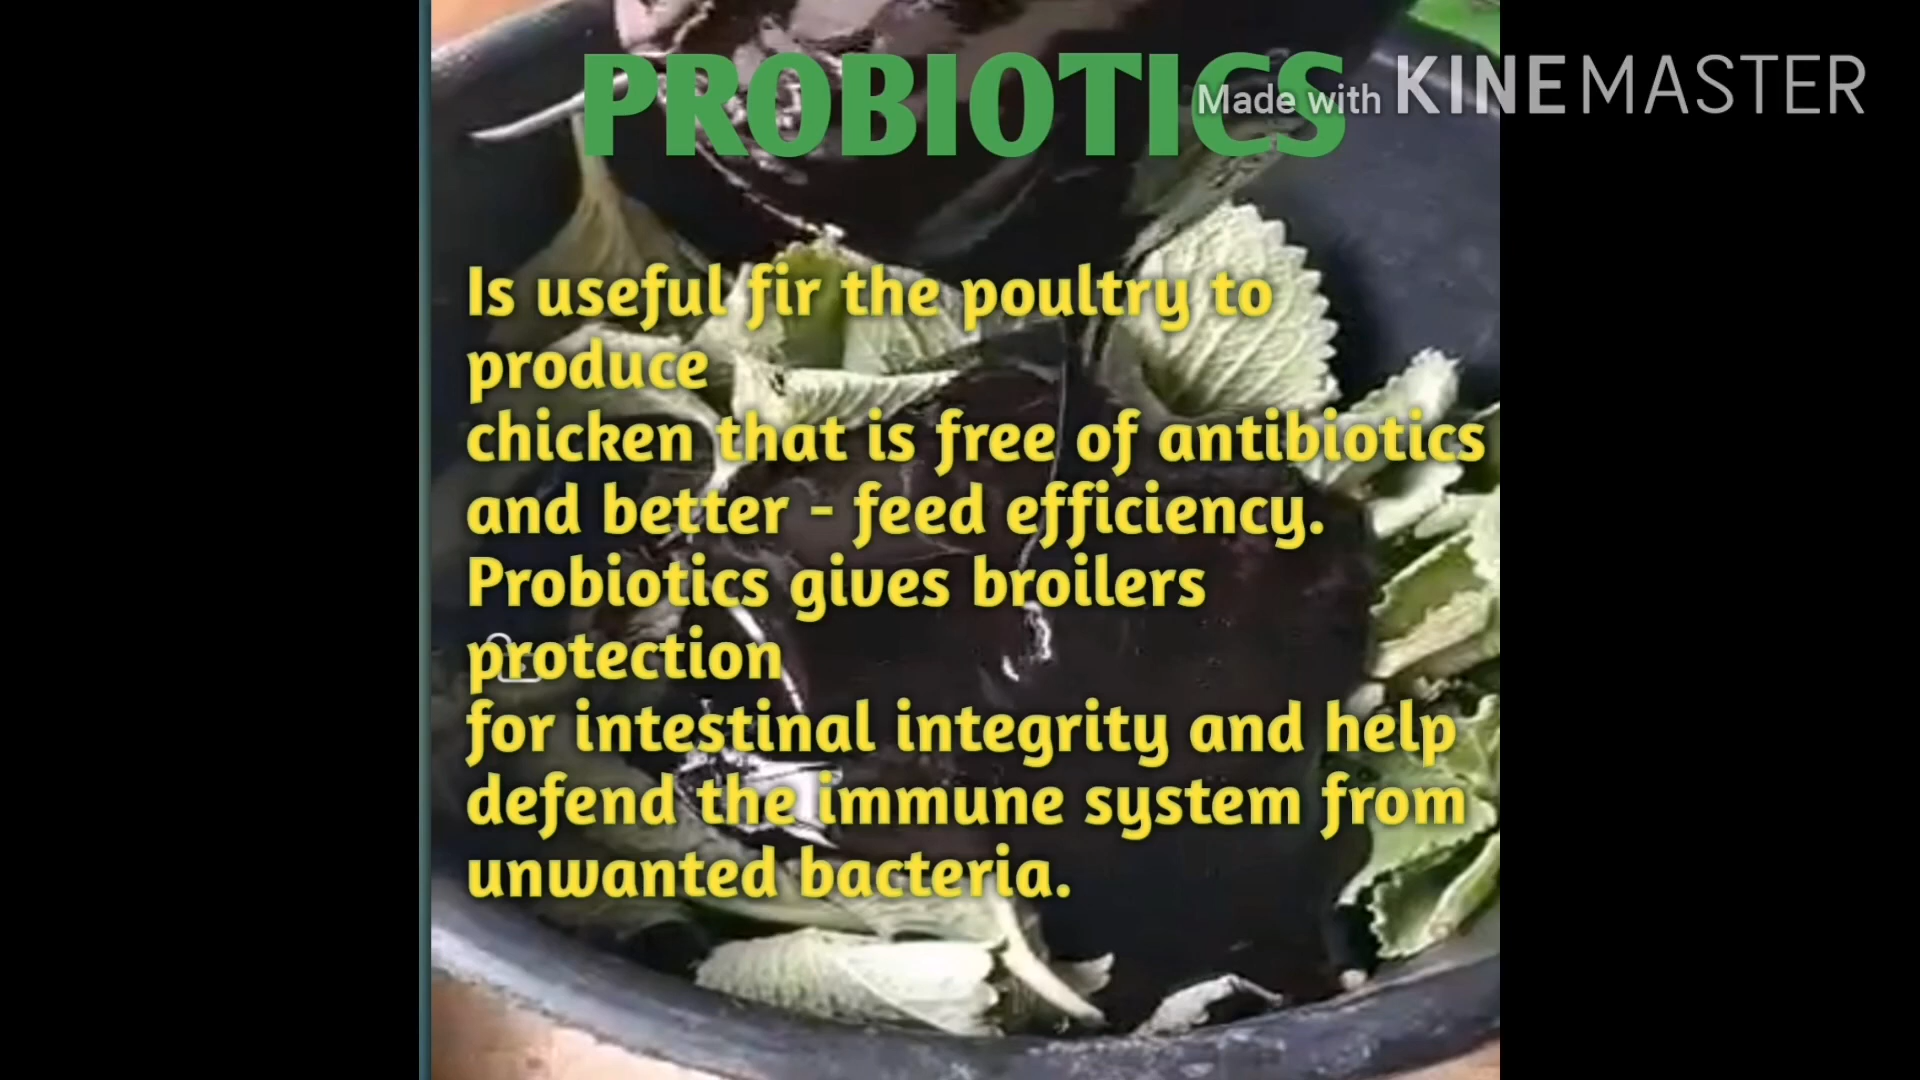 PROBIOTICS
Made with KINEMASTER
Is useful fir the poultry to
produce
chicken that is free of antibiotics
and better - feed efficiency.
Probiotics gives broilers
protection
for intestinal integrity and help
defend the immune system from
unwanted bacteria.